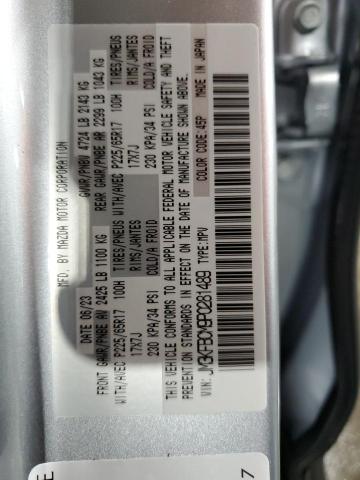 MFD. BY MAZDA MOTOR CORPORATION
DATE 06/23 GVWR/PNBV 4724 LB 2143 KG
FRONT GAWR/PNBE AV 2425 LB 1100 KG REAR GAWR/PNBE AR 2299 LB 1043 KG
WITH/AVEC P225/65R17 100H TIRES/PNEUS WITH/AVEC P225/65R17 100H TIRES/PNEUS
17X7J RIMS/JANTES 17X7J RIMS/JANTES
230 KPA/34 PSI COLD/A FROID 230 KPA/34 PSI COLD/A FROID
THIS VEHICLE CONFORMS TO ALL APPLICABLE FEDERAL MOTOR VEHICLE SAFETY AND THEFT
PREVENTION STANDARDS IN EFFECT ON THE DATE OF MANUFACTURE SHOWN ABOVE.
COLOR CODE: 45P MADE IN JAPAN
VIN: JM3KFBCM9P0281489 TYPE: MPV